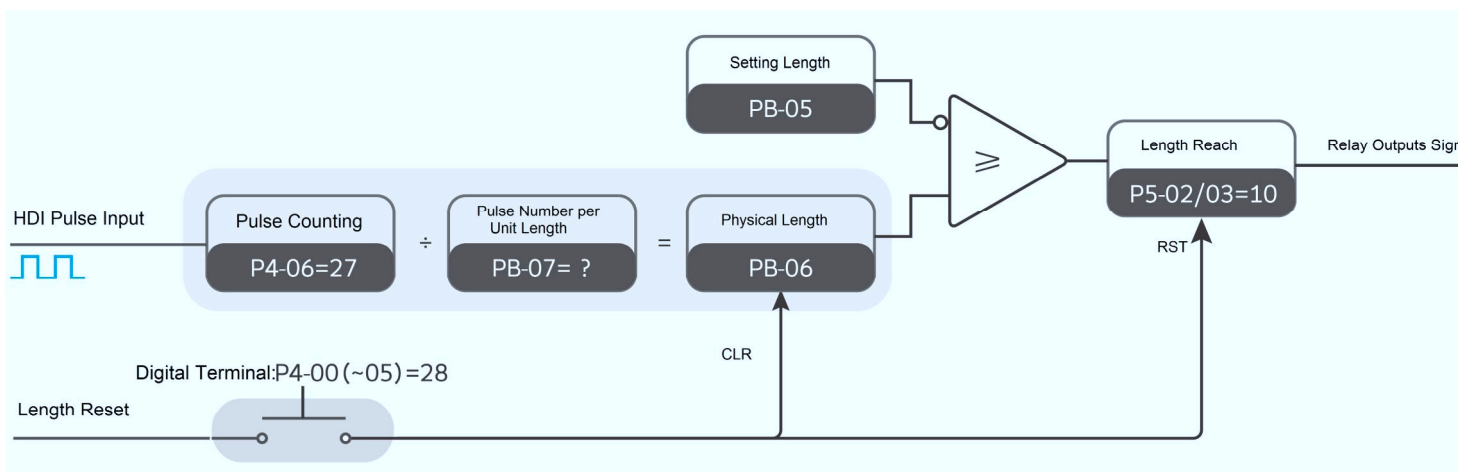 Setting Length
PB-05
≥
Length Reach
P5-02/03=10
Relay Outputs Sign
HDI Pulse Input
Pulse Counting
P4-06=27
÷
Pulse Number per
Unit Length
PB-07= ?
=
Physical Length
PB-06
RST
CLR
Digital Terminal:P4-00(~05)=28
Length Reset